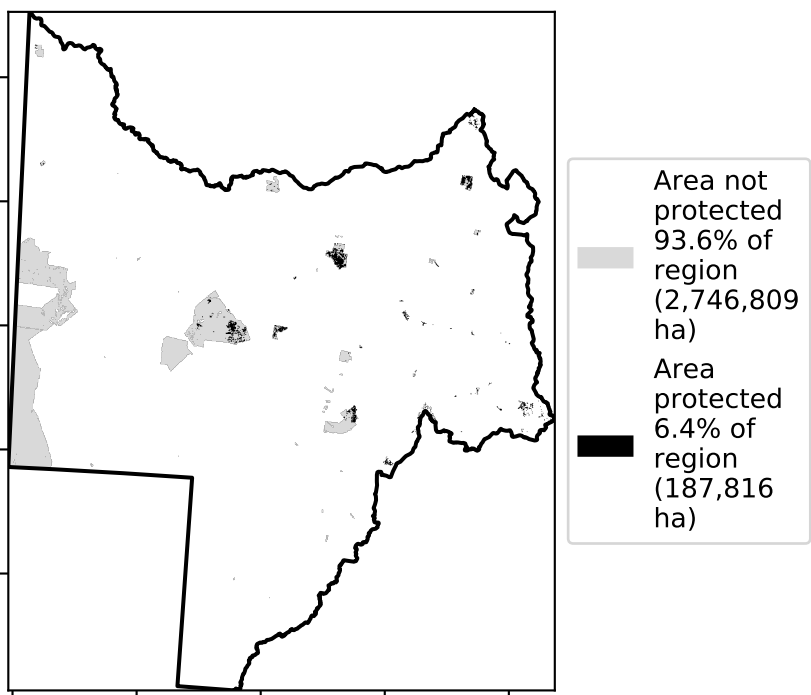 Area not
protected
93.6% of
region
(2,746,809
ha)
Area
protected
6.4% of
region
(187,816
ha)